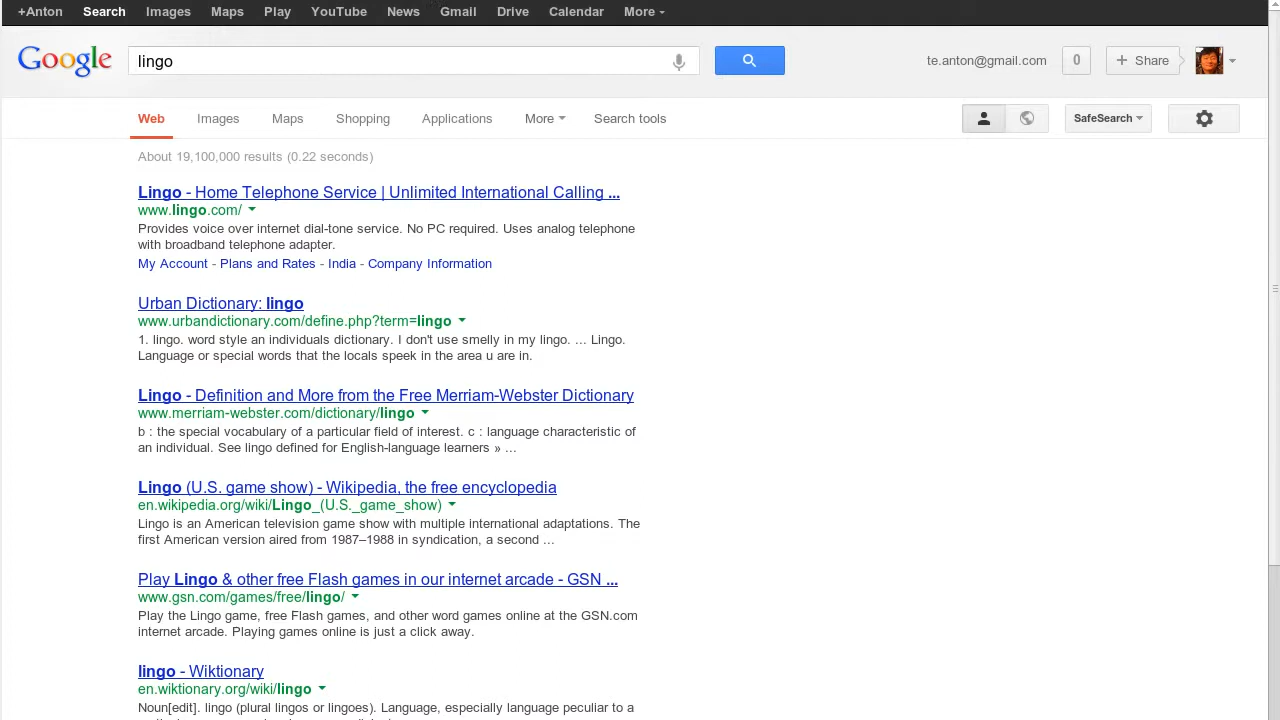 +Anton Search Images Maps Play YouTube News Gmail Drive Calendar More
Google lingo te.anton@gmail.com 0 + Share
Web Images Maps Shopping Applications More Search tools SafeSearch
About 19,100,000 results (0.22 seconds)
Lingo - Home Telephone Service | Unlimited International Calling ...
www.lingo.com/
Provides voice over internet dial-tone service. No PC required. Uses analog telephone
with broadband telephone adapter.
My Account - Plans and Rates - India - Company Information
Urban Dictionary: lingo
www.urbandictionary.com/define.php?term=lingo
1. lingo. word style an individuals dictionary. I don't use smelly in my lingo. ... Lingo.
Language or special words that the locals speek in the area u are in.
Lingo - Definition and More from the Free Merriam-Webster Dictionary
www.merriam-webster.com/dictionary/lingo
b : the special vocabulary of a particular field of interest. c : language characteristic of
an individual. See lingo defined for English-language learners » ...
Lingo (U.S. game show) - Wikipedia, the free encyclopedia
en.wikipedia.org/wiki/Lingo_(U.S._game_show)
Lingo is an American television game show with multiple international adaptations. The
first American version aired from 1987–1988 in syndication, a second ...
Play Lingo & other free Flash games in our internet arcade - GSN ...
www.gsn.com/games/free/lingo/
Play the Lingo game, free Flash games, and other word games online at the GSN.com
internet arcade. Playing games online is just a click away.
lingo - Wiktionary
en.wiktionary.org/wiki/lingo
Noun[edit]. lingo (plural lingos or lingoes). Language, especially language peculiar to a